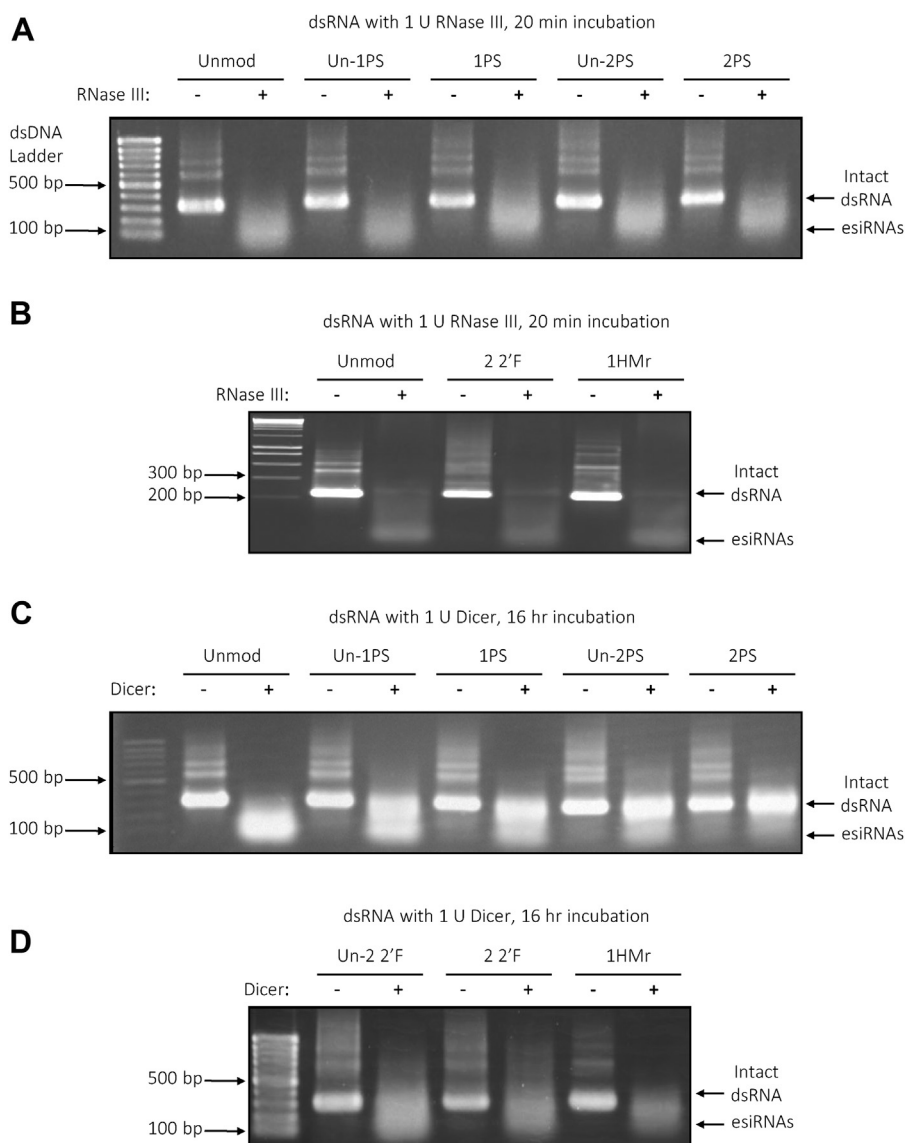 A
dsRNA with 1 U RNase III, 20 min incubation
Unmod Un-1PS 1PS Un-2PS 2PS
RNase III: - + - + - + - + - +
dsDNA
Ladder
500 bp
100 bp
Intact
dsRNA
esiRNAs
B
dsRNA with 1 U RNase III, 20 min incubation
Unmod 2 2'F 1HMr
RNase III: - + - + - +
300 bp
200 bp
Intact
dsRNA
esiRNAs
C
dsRNA with 1 U Dicer, 16 hr incubation
Unmod Un-1PS 1PS Un-2PS 2PS
Dicer: - + - + - + - + - +
500 bp
100 bp
Intact
dsRNA
esiRNAs
D
dsRNA with 1 U Dicer, 16 hr incubation
Un-2 2'F 2 2'F 1HMr
Dicer: - + - + - +
500 bp
100 bp
Intact
dsRNA
esiRNAs